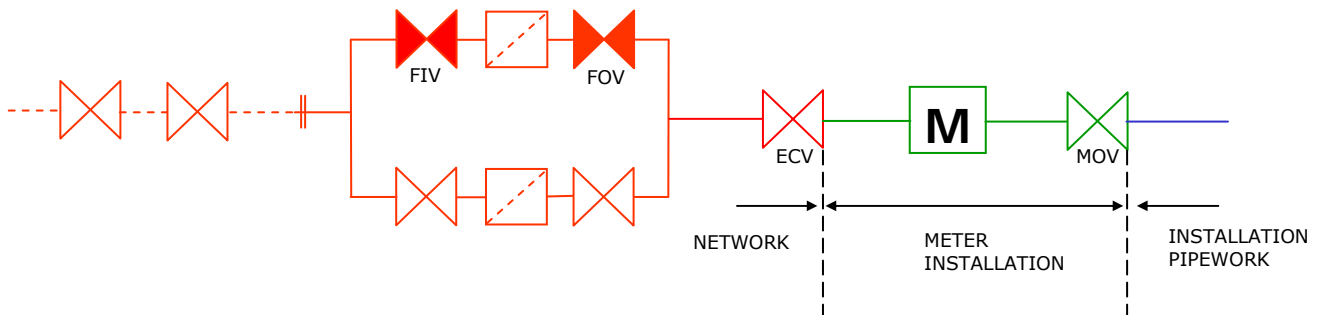 FIV
FOV
M
ECV
MOV
NETWORK
METER
INSTALLATION
INSTALLATION
PIPEWORK